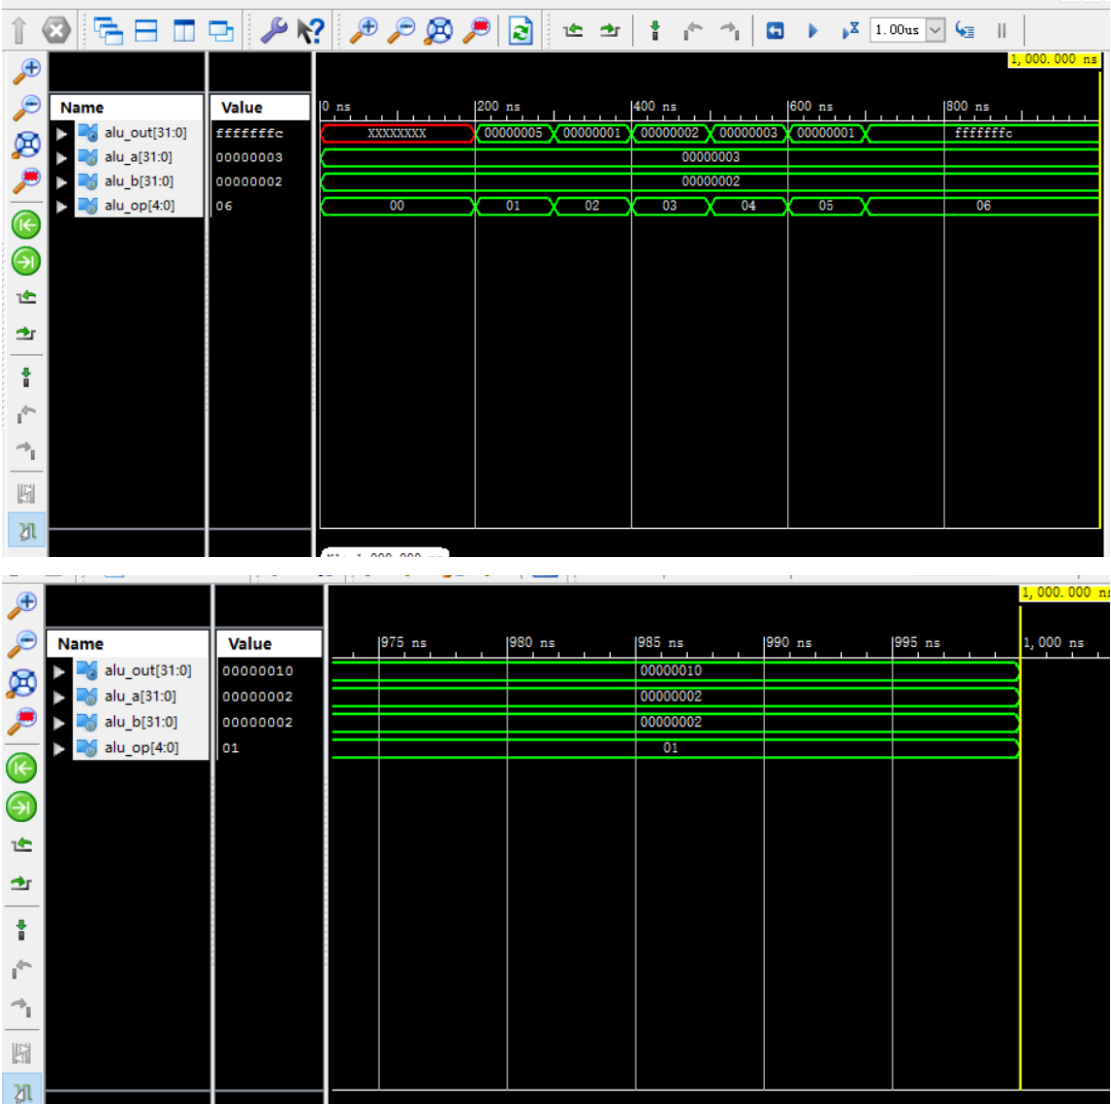 1.00us
1,000.000 ns
Name Value |0 ns |200 ns |400 ns |600 ns |800 ns
alu_out[31:0] fffffffc XXXXXXXX 00000005 00000001 00000002 00000003 00000001 fffffffc
alu_a[31:0] 00000003 00000003
alu_b[31:0] 00000002 00000002
alu_op[4:0] 06 00 01 02 03 04 05 06
1,000.000 ns
Name Value |975 ns |980 ns |985 ns |990 ns |995 ns |1,000 ns
alu_out[31:0] 00000010 00000010
alu_a[31:0] 00000002 00000002
alu_b[31:0] 00000002 00000002
alu_op[4:0] 01 01